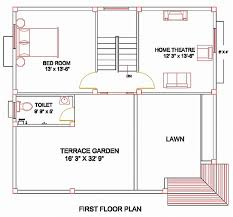 BED ROOM
13' × 13'-6"
HOME THEATRE
12' 3" × 13'-6"
TOILET
TERRACE GARDEN
16' 3" X 32' 9"
LAWN
FIRST FLOOR PLAN